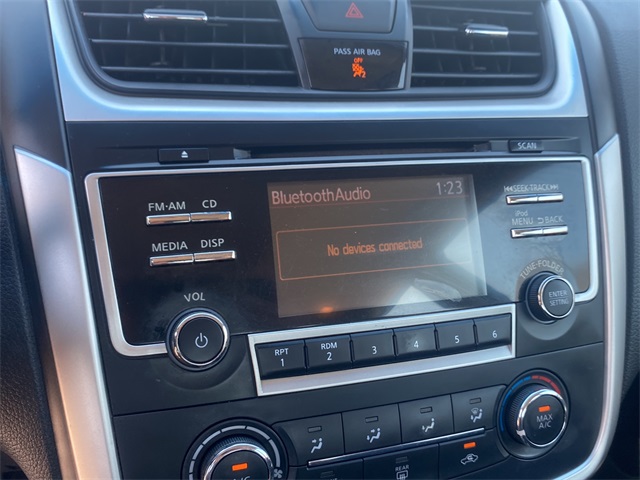 PASS AIR BAG
OFF
SCAN
FM·AM CD
BluetoothAudio 1:23
SEEK·TRACK
iPod
MENU BACK
MEDIA DISP
No devices connected
TUNE·FOLDER
ENTER
SETTING
VOL
RPT RDM
1 2 3 4 5 6
MAX
A/C
A/C
REAR